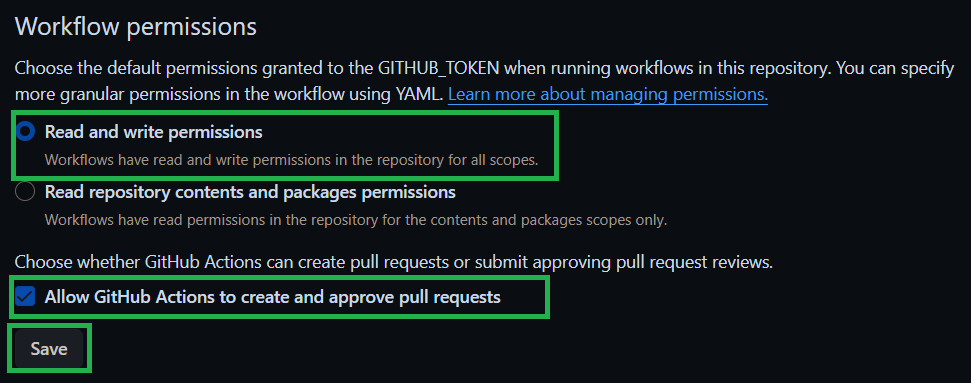 Workflow permissions
Choose the default permissions granted to the GITHUB_TOKEN when running workflows in this repository. You can specify
more granular permissions in the workflow using YAML. Learn more about managing permissions.
Read and write permissions
Workflows have read and write permissions in the repository for all scopes.
Read repository contents and packages permissions
Workflows have read permissions in the repository for the contents and packages scopes only.
Choose whether GitHub Actions can create pull requests or submit approving pull request reviews.
Allow GitHub Actions to create and approve pull requests
Save